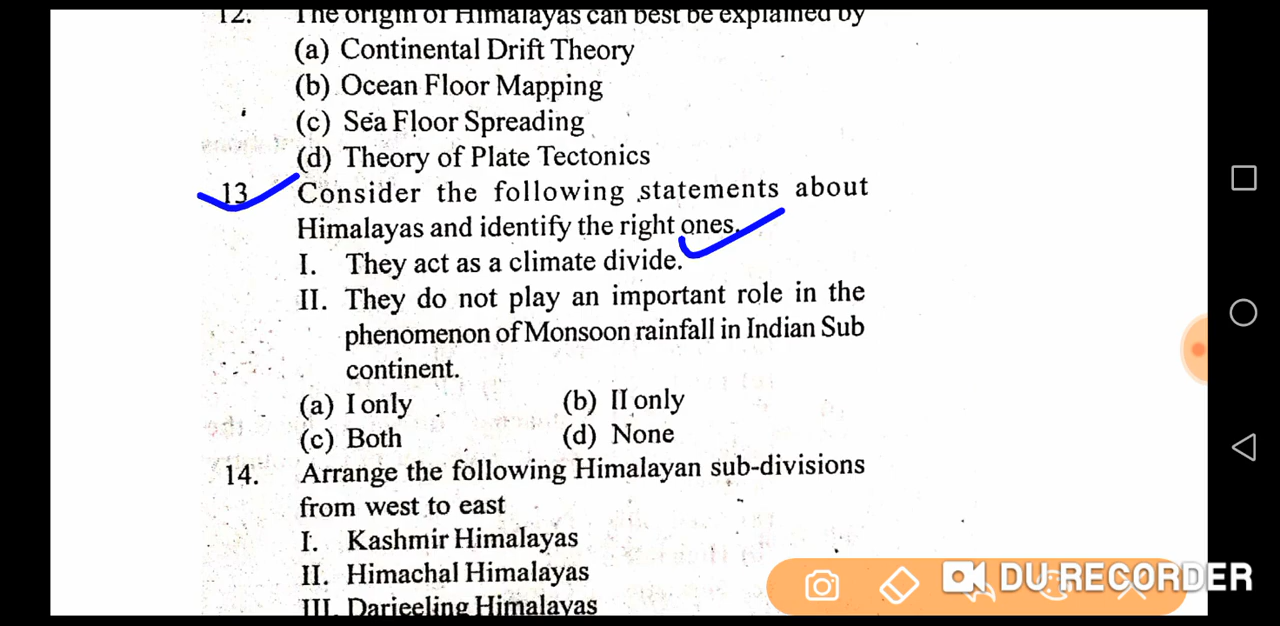 12. The origin of Himalayas can best be explained by
(a) Continental Drift Theory
(b) Ocean Floor Mapping
(c) Sea Floor Spreading
(d) Theory of Plate Tectonics
13 Consider the following statements about
Himalayas and identify the right ones.
I. They act as a climate divide.
II. They do not play an important role in the
phenomenon of Monsoon rainfall in Indian Sub
continent.
(a) I only (b) II only
(c) Both (d) None
14. Arrange the following Himalayan sub-divisions
from west to east
I. Kashmir Himalayas
II. Himachal Himalayas
III. Darjeeling Himalayas
DU RECORDER